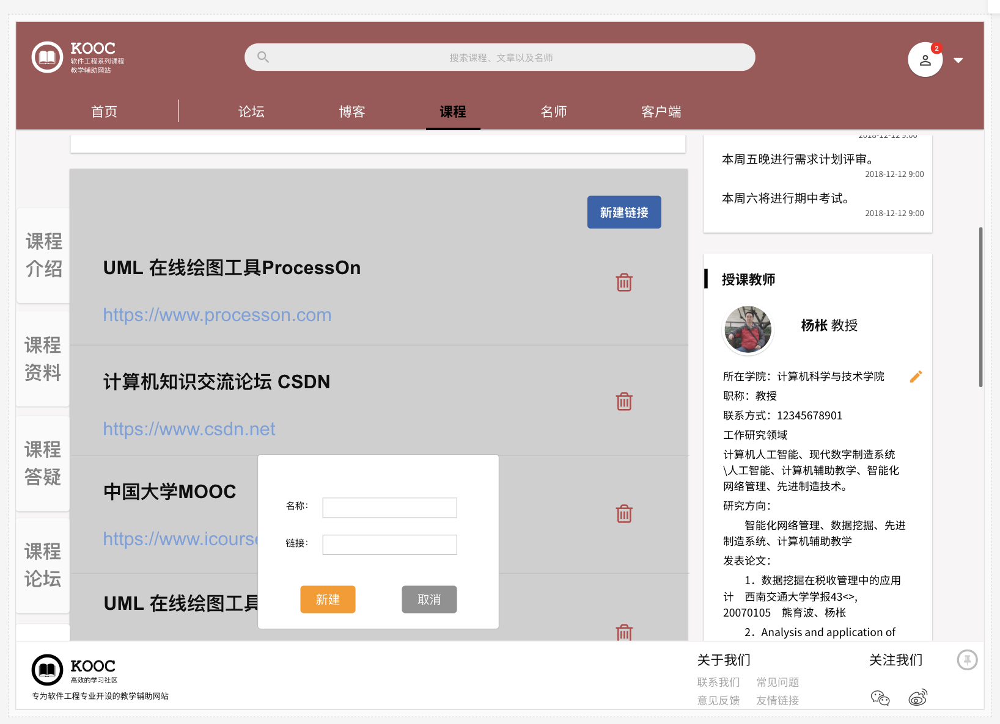 KOOC
软件工程系列课程
教学辅助网站
搜索课程、文章以及名师
2
首页
论坛
博客
课程
名师
客户端
2018-12-12 9:00
本周五晚进行需求计划评审。
2018-12-12 9:00
本周六将进行期中考试。
2018-12-12 9:00
课程
介绍
课程
资料
课程
答疑
课程
论坛
新建链接
UML 在线绘图工具ProcessOn
https://www.processon.com
计算机知识交流论坛 CSDN
https://www.csdn.net
中国大学MOOC
https://www.icourse
UML 在线绘图工具
名称：
链接：
新建
取消
授课教师
杨枨 教授
所在学院：计算机科学与技术学院
职称：教授
联系方式：12345678901
工作研究领域
计算机人工智能、现代数字制造系统
\人工智能、计算机辅助教学、智能化
网络管理、先进制造技术。
研究方向：
智能化网络管理、数据挖掘、先进
制造系统、计算机辅助教学
发表论文：
1．数据挖掘在税收管理中的应用
计　西南交通大学学报43<>,
20070105　熊育波、杨枨
2．Analysis and application of
KOOC
高效的学习社区
专为软件工程专业开设的教学辅助网站
关于我们
联系我们 常见问题
意见反馈 友情链接
关注我们